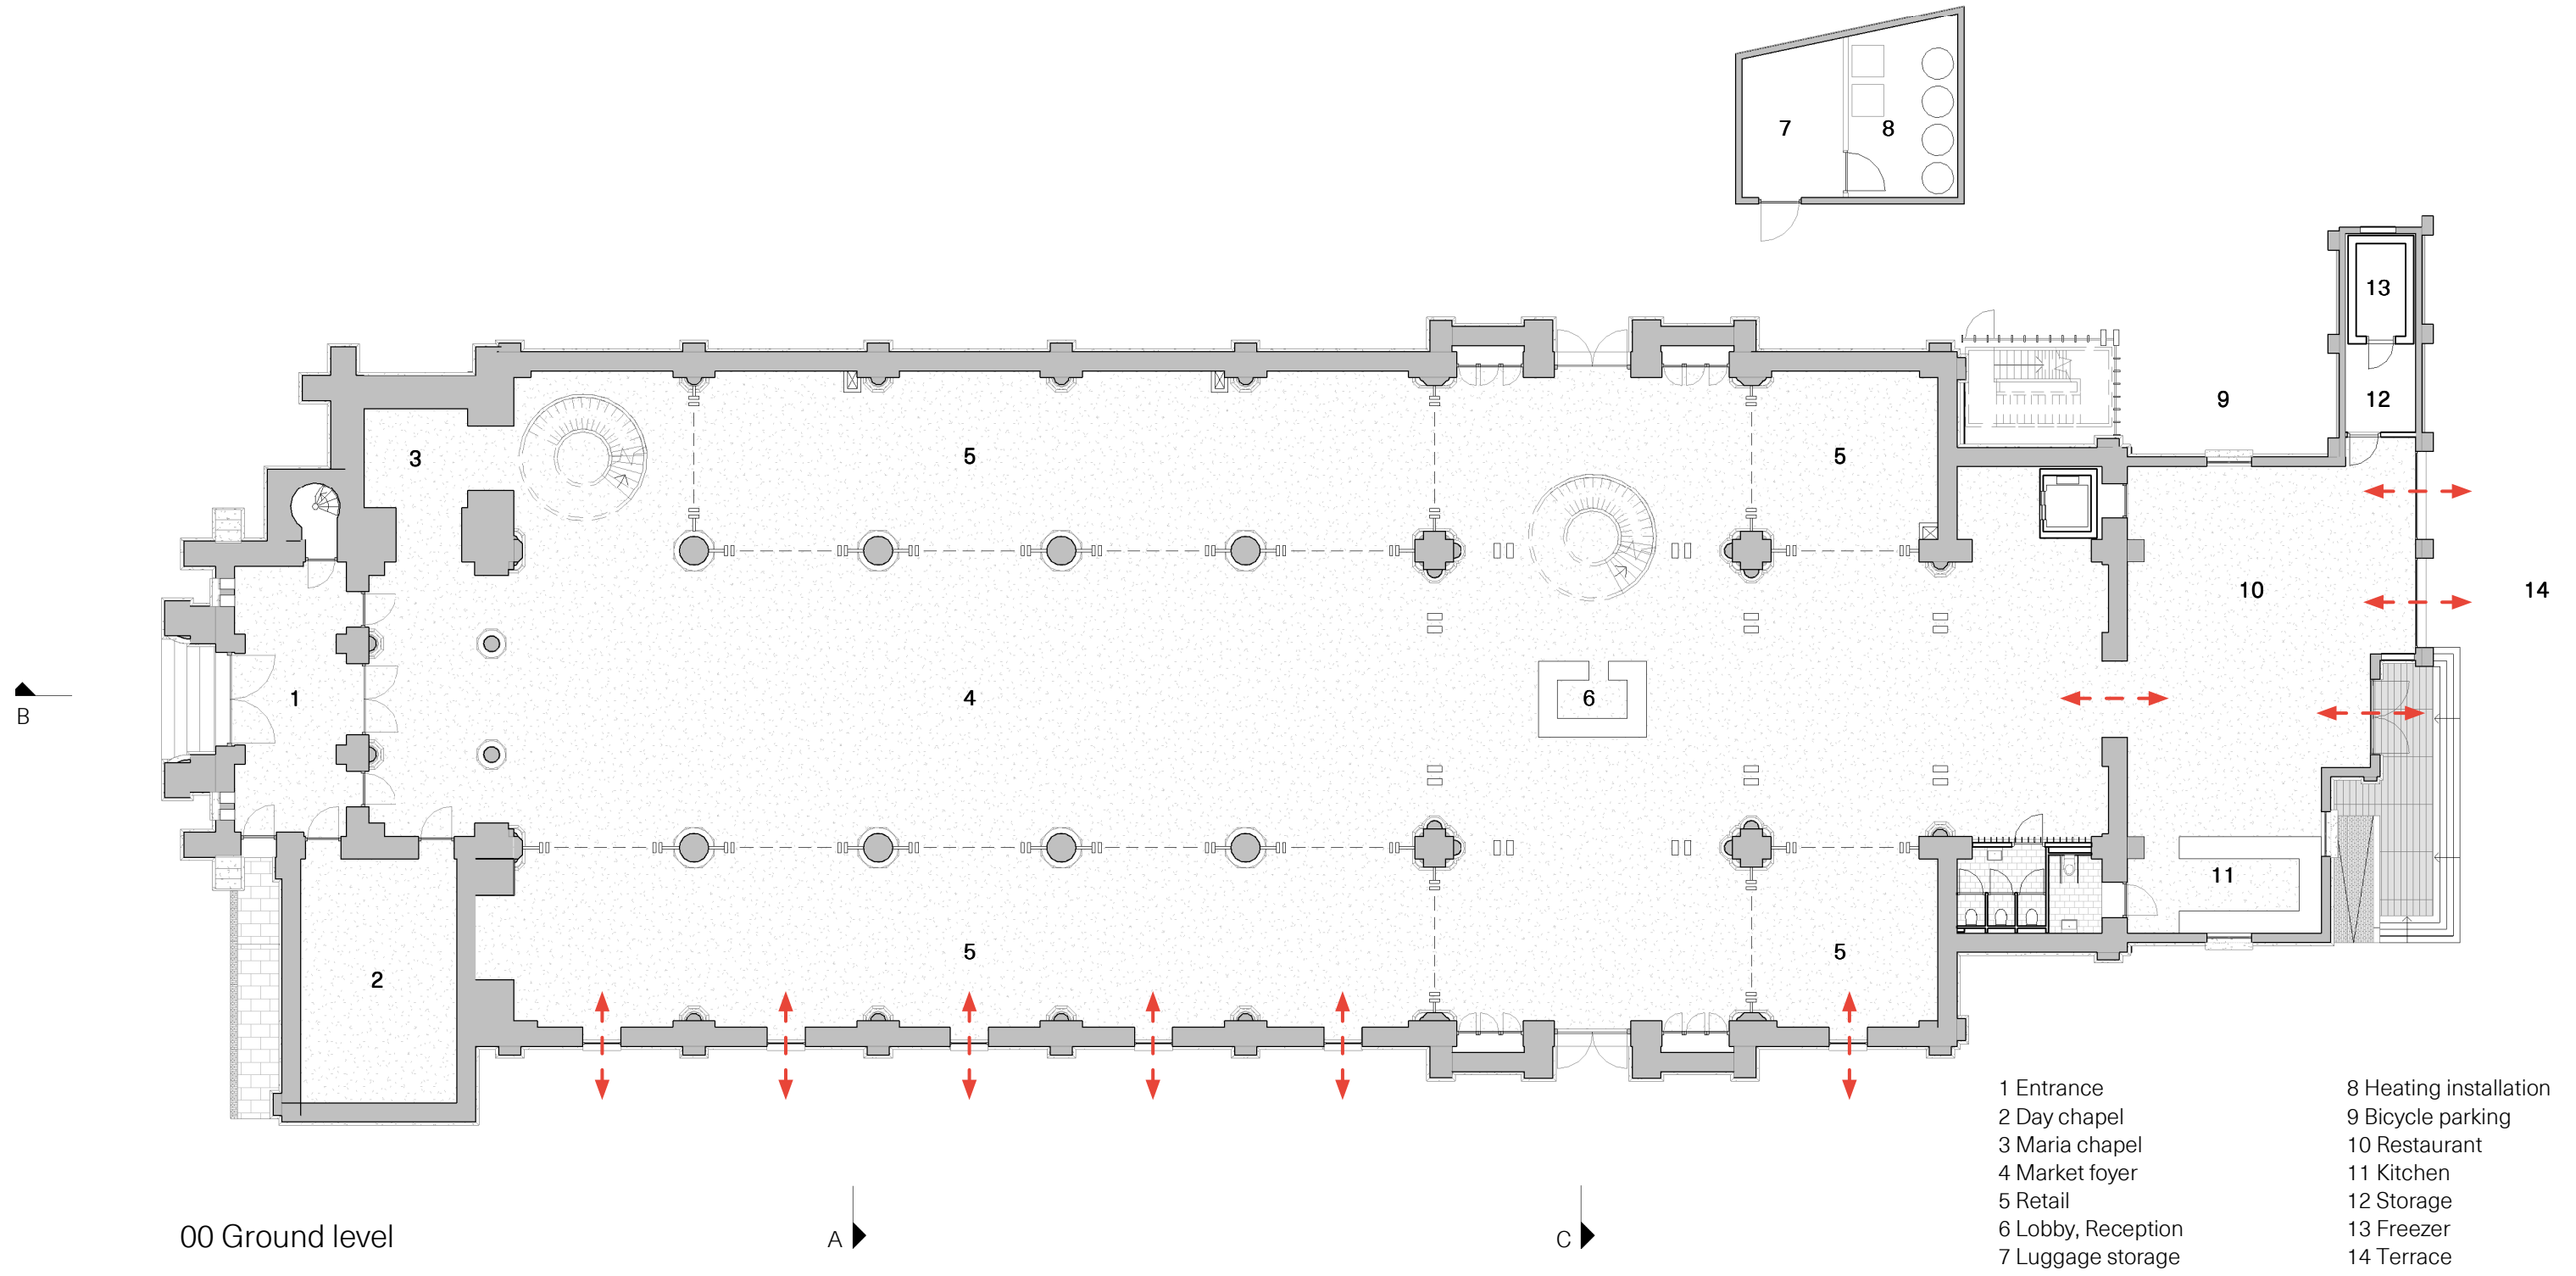 7
8
13
9
12
3
5
5
10
14
1
4
6
B
11
5
5
2
1 Entrance
2 Day chapel
3 Maria chapel
4 Market foyer
5 Retail
6 Lobby, Reception
7 Luggage storage
8 Heating installation
9 Bicycle parking
10 Restaurant
11 Kitchen
12 Storage
13 Freezer
14 Terrace
00 Ground level
A
C